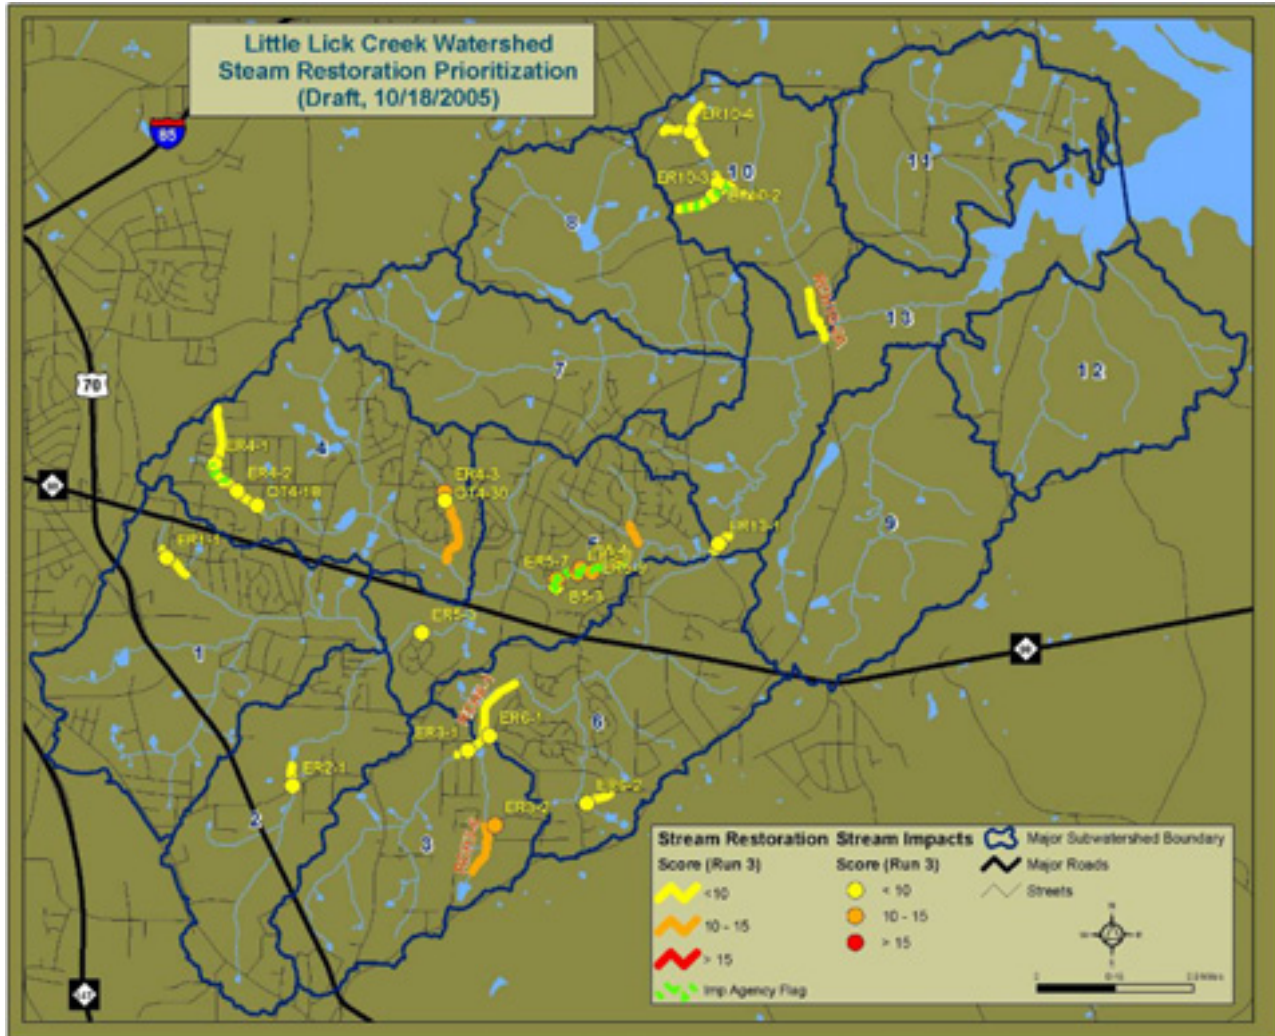 Little Lick Creek Watershed
Steam Restoration Prioritization
(Draft, 10/18/2005)
85
ER10-4
10
11
ER10-3
8
13
7
12
70
ER4-1
4
ER4-2
ER4-3
OT4-18
OT4-30
ER13-1
9
ER1-1
ER5-7
B5-3
1
6
ER6-1
ER3-1
ER2-1
ER3-2
2
3
147
Stream Restoration
Score (Run 3)
<10
10 - 15
> 15
Imp Agency Flag
Stream Impacts
Score (Run 3)
< 10
10 - 15
> 15
Major Subwatershed Boundary
Major Roads
Streets
N
W
E
S